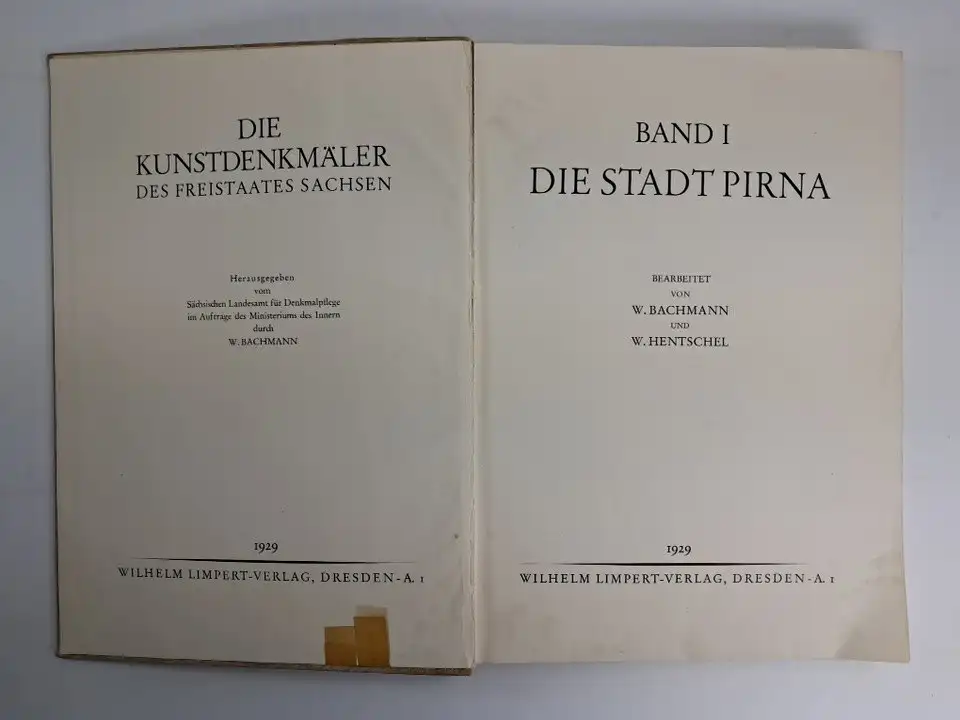 DIE
KUNSTDENKMÄLER
DES FREISTAATES SACHSEN
Herausgegeben
vom
Sächsischen Landesamt für Denkmalpflege
im Auftrage des Ministeriums des Innern
durch
W. BACHMANN
1929
WILHELM LIMPERT-VERLAG, DRESDEN-A. 1
BAND I
DIE STADT PIRNA
BEARBEITET
VON
W. BACHMANN
UND
W. HENTSCHEL
1929
WILHELM LIMPERT-VERLAG, DRESDEN-A. 1